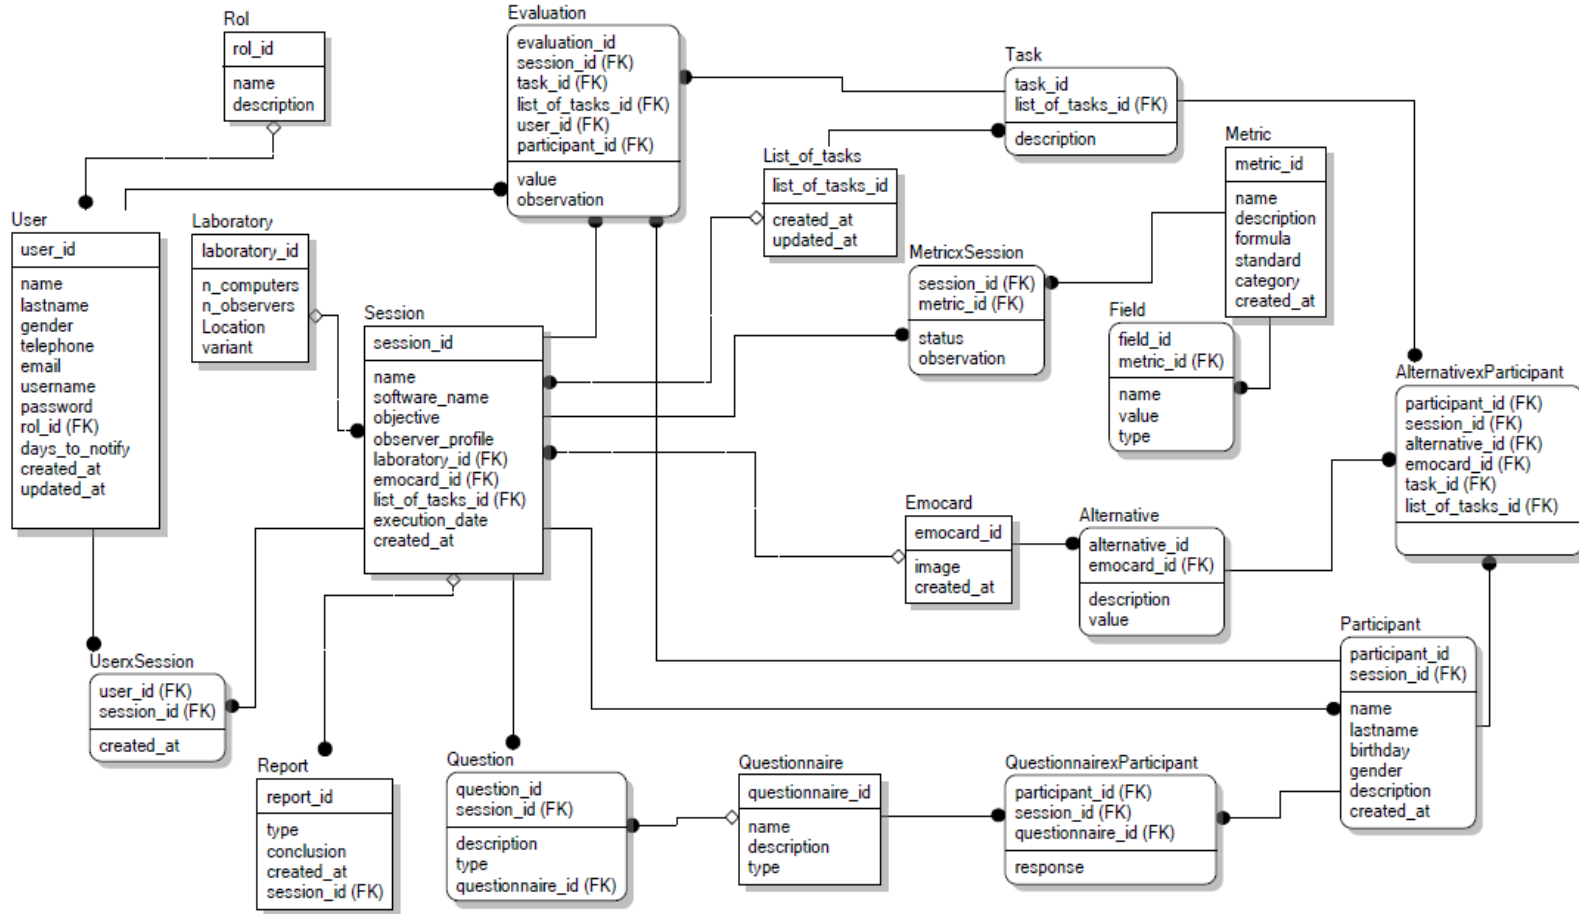 Rol
rol_id
name
description
Evaluation
evaluation_id
session_id (FK)
task_id (FK)
list_of_tasks_id (FK)
user_id (FK)
participant_id (FK)
value
observation
Task
task_id
list_of_tasks_id (FK)
description
List_of_tasks
list_of_tasks_id
created_at
updated_at
Metric
metric_id
name
description
formula
standard
category
created_at
User
user_id
name
lastname
gender
telephone
email
username
password
rol_id (FK)
days_to_notify
created_at
updated_at
Laboratory
laboratory_id
n_computers
n_observers
Location
variant
MetricxSession
session_id (FK)
metric_id (FK)
status
observation
Field
field_id
metric_id (FK)
name
value
type
Session
session_id
name
software_name
objective
observer_profile
laboratory_id (FK)
emocard_id (FK)
list_of_tasks_id (FK)
execution_date
created_at
AlternativexParticipant
participant_id (FK)
session_id (FK)
alternative_id (FK)
emocard_id (FK)
task_id (FK)
list_of_tasks_id (FK)
Emocard
emocard_id
image
created_at
Alternative
alternative_id
emocard_id (FK)
description
value
Participant
participant_id
session_id (FK)
name
lastname
birthday
gender
description
created_at
UserxSession
user_id (FK)
session_id (FK)
created_at
Report
report_id
type
conclusion
created_at
session_id (FK)
Question
question_id
session_id (FK)
description
type
questionnaire_id (FK)
Questionnaire
questionnaire_id
name
description
type
QuestionnairexParticipant
participant_id (FK)
session_id (FK)
questionnaire_id (FK)
response